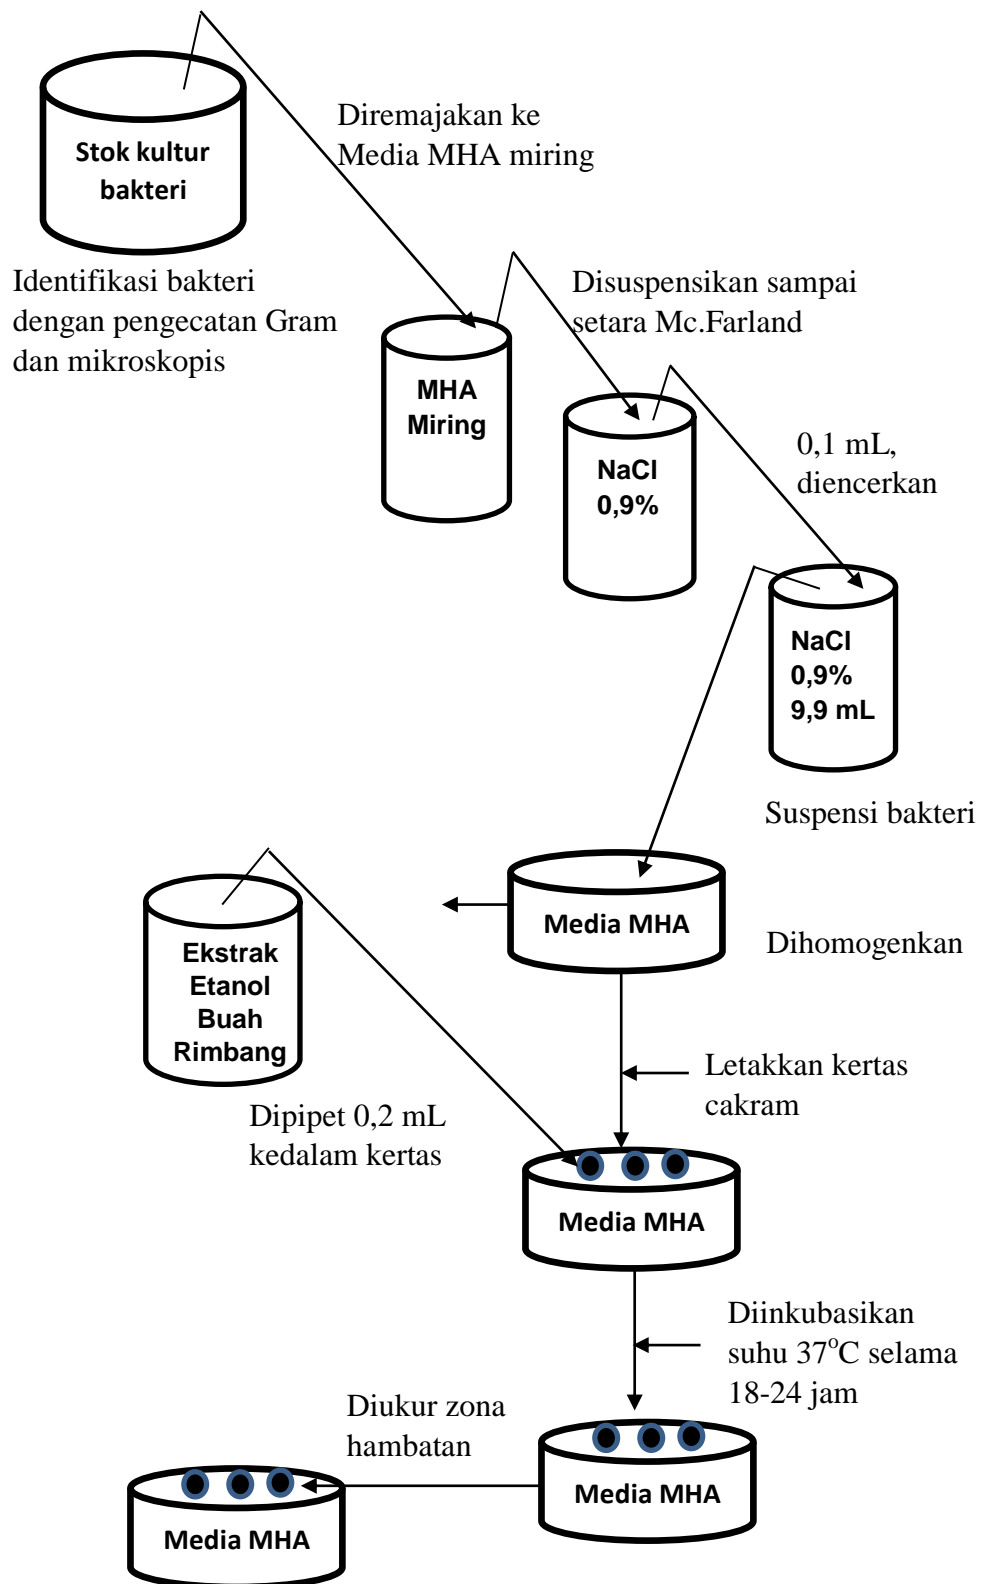 Stok kultur
bakteri
Diremajakan ke
Media MHA miring
Identifikasi bakteri
dengan pengecatan Gram
dan mikroskopis
MHA
Miring
Disuspensikan sampai
setara Mc.Farland
NaCl
0,9%
0,1 mL,
diencerkan
NaCl
0,9%
9,9 mL
Suspensi bakteri
Media MHA
Dihomogenkan
Ekstrak
Etanol
Buah
Rimbang
Letakkan kertas
cakram
Dipipet 0,2 mL
kedalam kertas
Media MHA
Diinkubasikan
suhu 37°C selama
18-24 jam
Diukur zona
hambatan
Media MHA
Media MHA